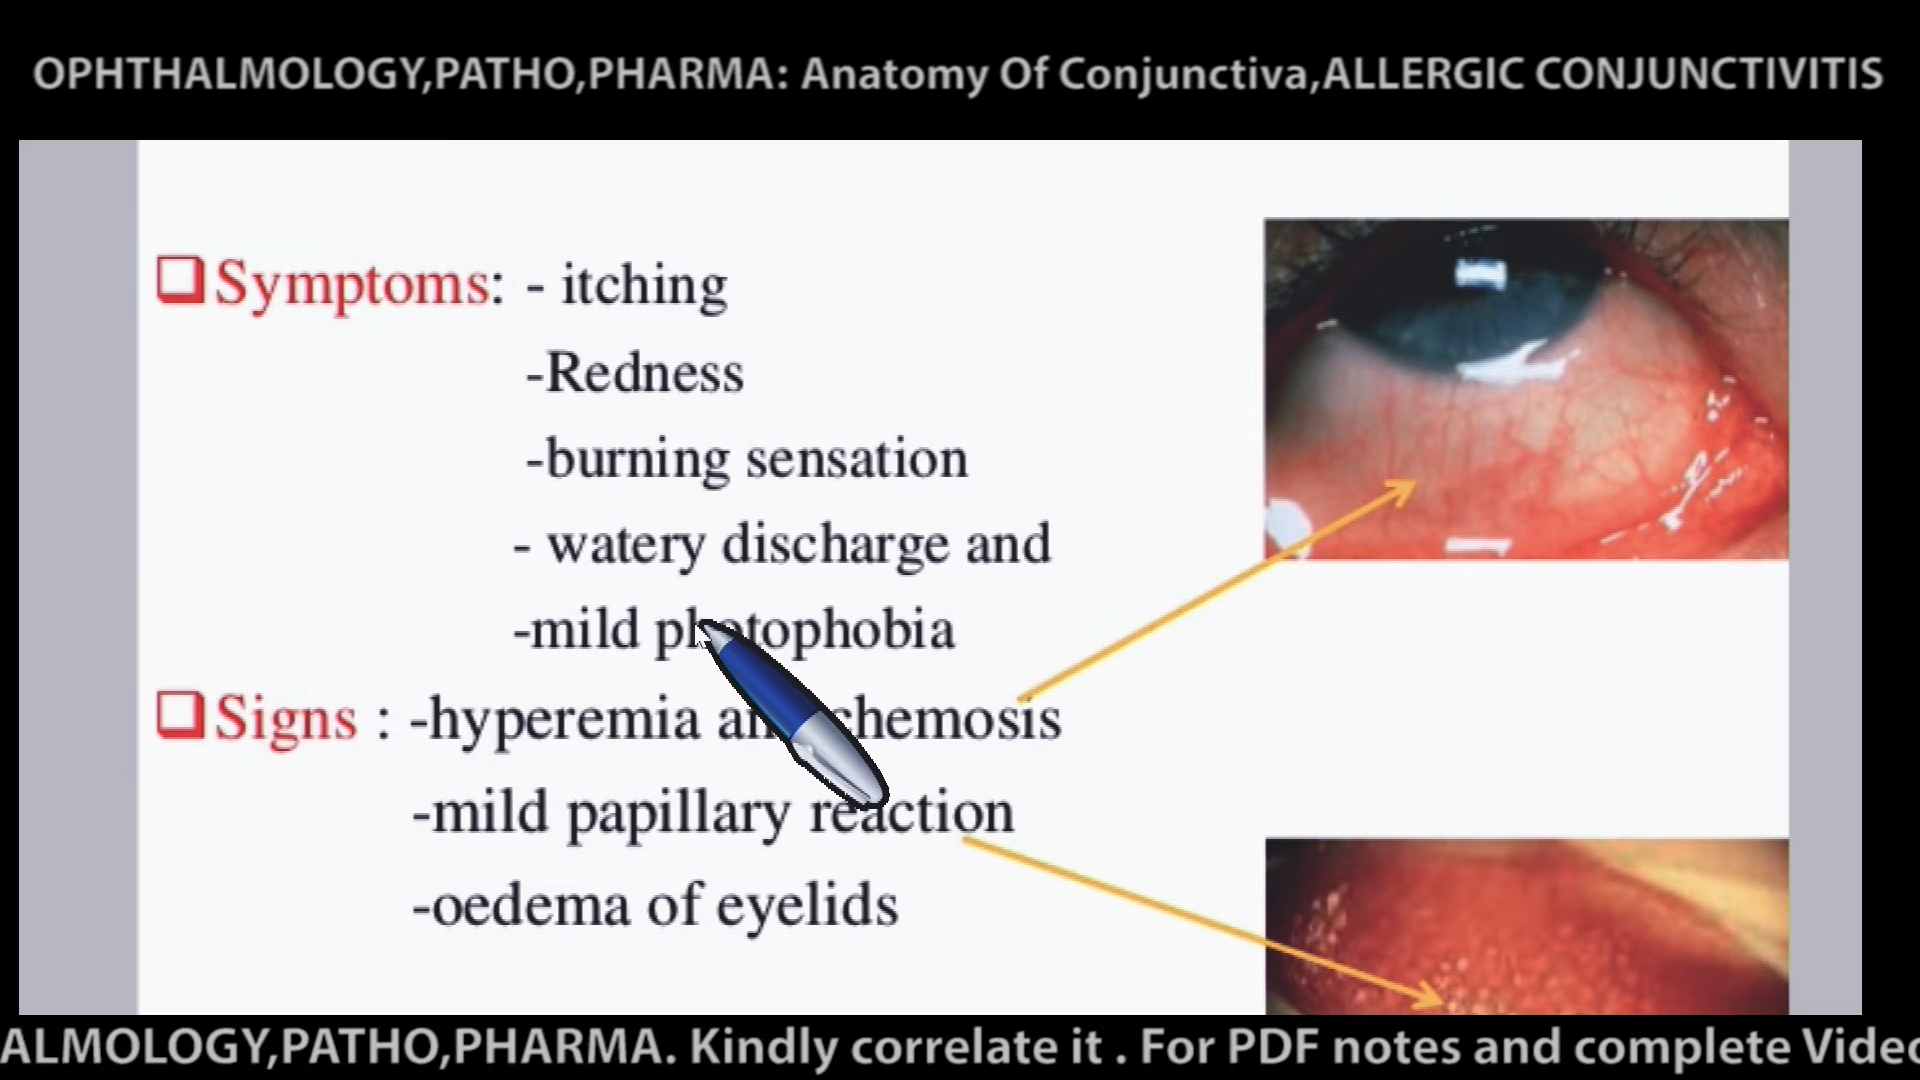 OPHTHALMOLOGY,PATHO,PHARMA: Anatomy Of Conjunctiva,ALLERGIC CONJUNCTIVITIS
Symptoms: - itching
-Redness
-burning sensation
- watery discharge and
-mild photophobia
Signs : -hyperemia and chemosis
-mild papillary reaction
-oedema of eyelids
ALMOLOGY,PATHO,PHARMA. Kindly correlate it . For PDF notes and complete Video